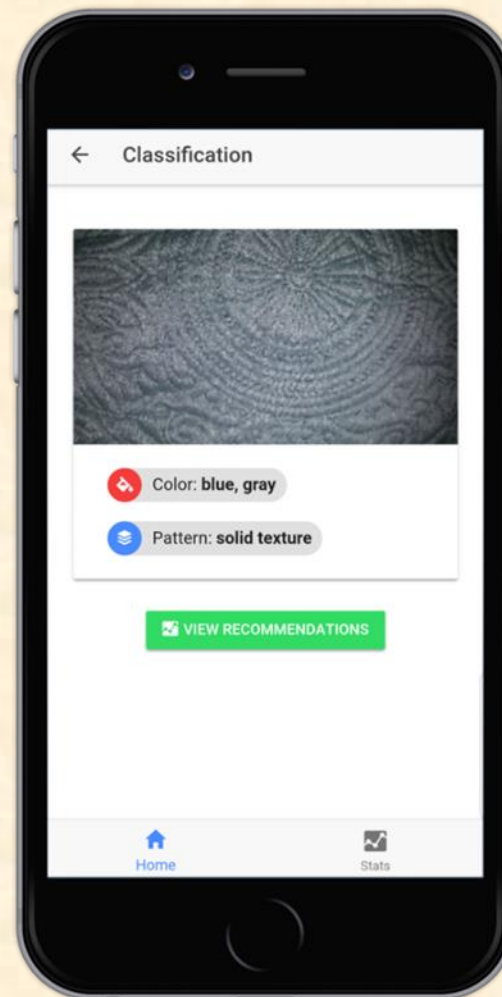 Classification
Color: blue, gray
Pattern: solid texture
VIEW RECOMMENDATIONS
Home
Stats